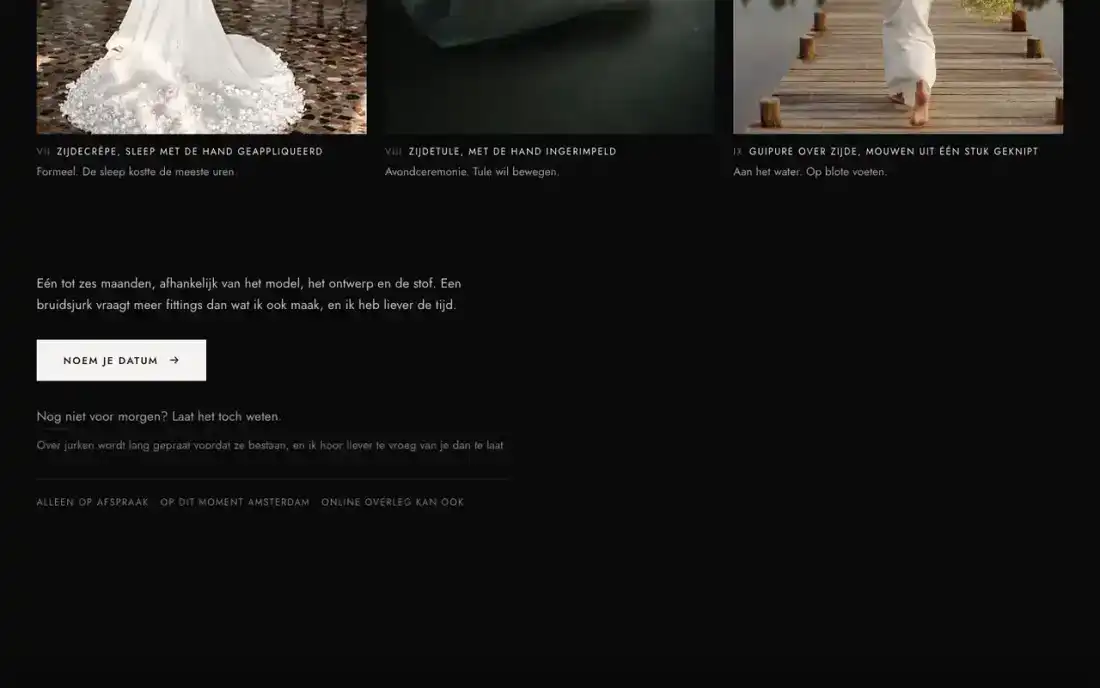 VII ZIJDECRÊPE, SLEEP MET DE HAND GEAPPLIQUEERD
Formeel. De sleep kostte de meeste uren.
VIII ZIJDETULE, MET DE HAND INGERIMPELD
Avondceremonie. Tule wil bewegen.
IX GUIPURE OVER ZIJDE, MOUWEN UIT ÉÉN STUK GEKNIPT
Aan het water. Op blote voeten.
Eén tot zes maanden, afhankelijk van het model, het ontwerp en de stof. Een
bruidsjurk vraagt meer fittings dan wat ik ook maak, en ik heb liever de tijd.
NOEM JE DATUM →
Nog niet voor morgen? Laat het toch weten.
Over jurken wordt lang gepraat voordat ze bestaan, en ik hoor liever te vroeg van je dan te laat.
ALLEEN OP AFSPRAAK OP DIT MOMENT AMSTERDAM ONLINE OVERLEG KAN OOK